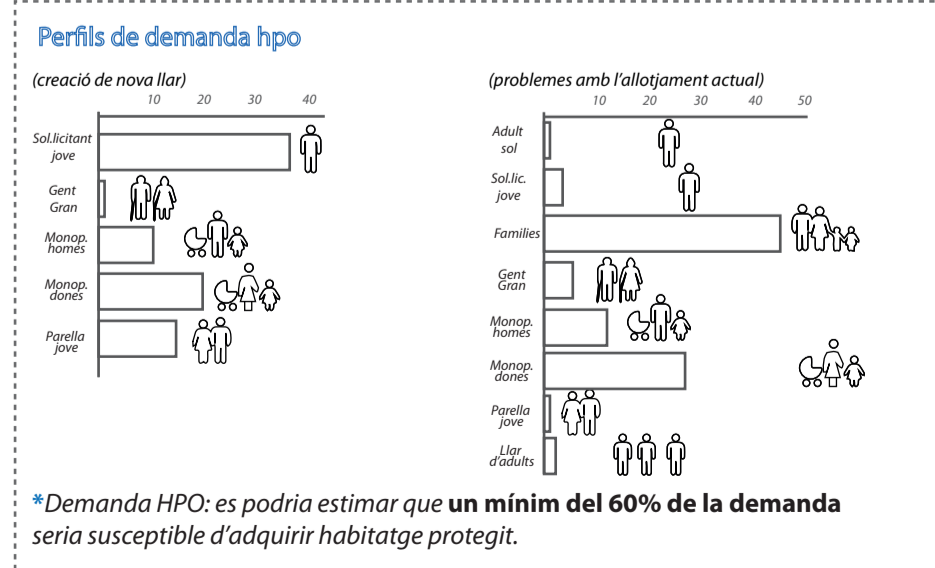 Perfils de demanda hpo
(creació de nova llar)
10 20 30 40
Sol.licitant
jove
Gent
Gran
Monop.
homes
Monop.
dones
Parella
jove
(problemes amb l'allotjament actual)
10 20 30 40 50
Adult
sol
Sol.lic.
jove
Families
Gent
Gran
Monop.
homes
Monop.
dones
Parella
jove
Llar
d'adults
*Demanda HPO: es podria estimar que un mínim del 60% de la demanda
seria susceptible d'adquirir habitatge protegit.